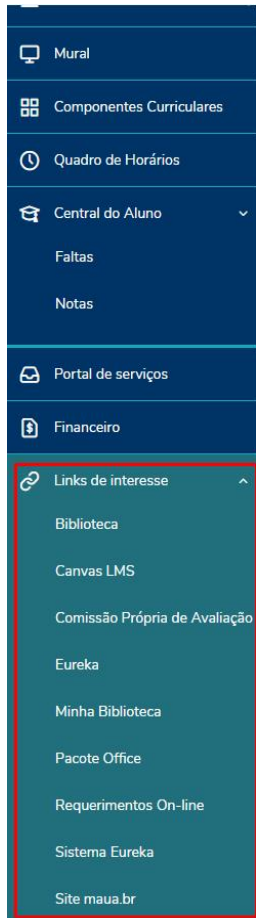 Mural
Componentes Curriculares
Quadro de Horários
Central do Aluno
Faltas
Notas
Portal de serviços
Financeiro
Links de interesse
Biblioteca
Canvas LMS
Comissão Própria de Avaliação
Eureka
Minha Biblioteca
Pacote Office
Requerimentos On-line
Sistema Eureka
Site maua.br